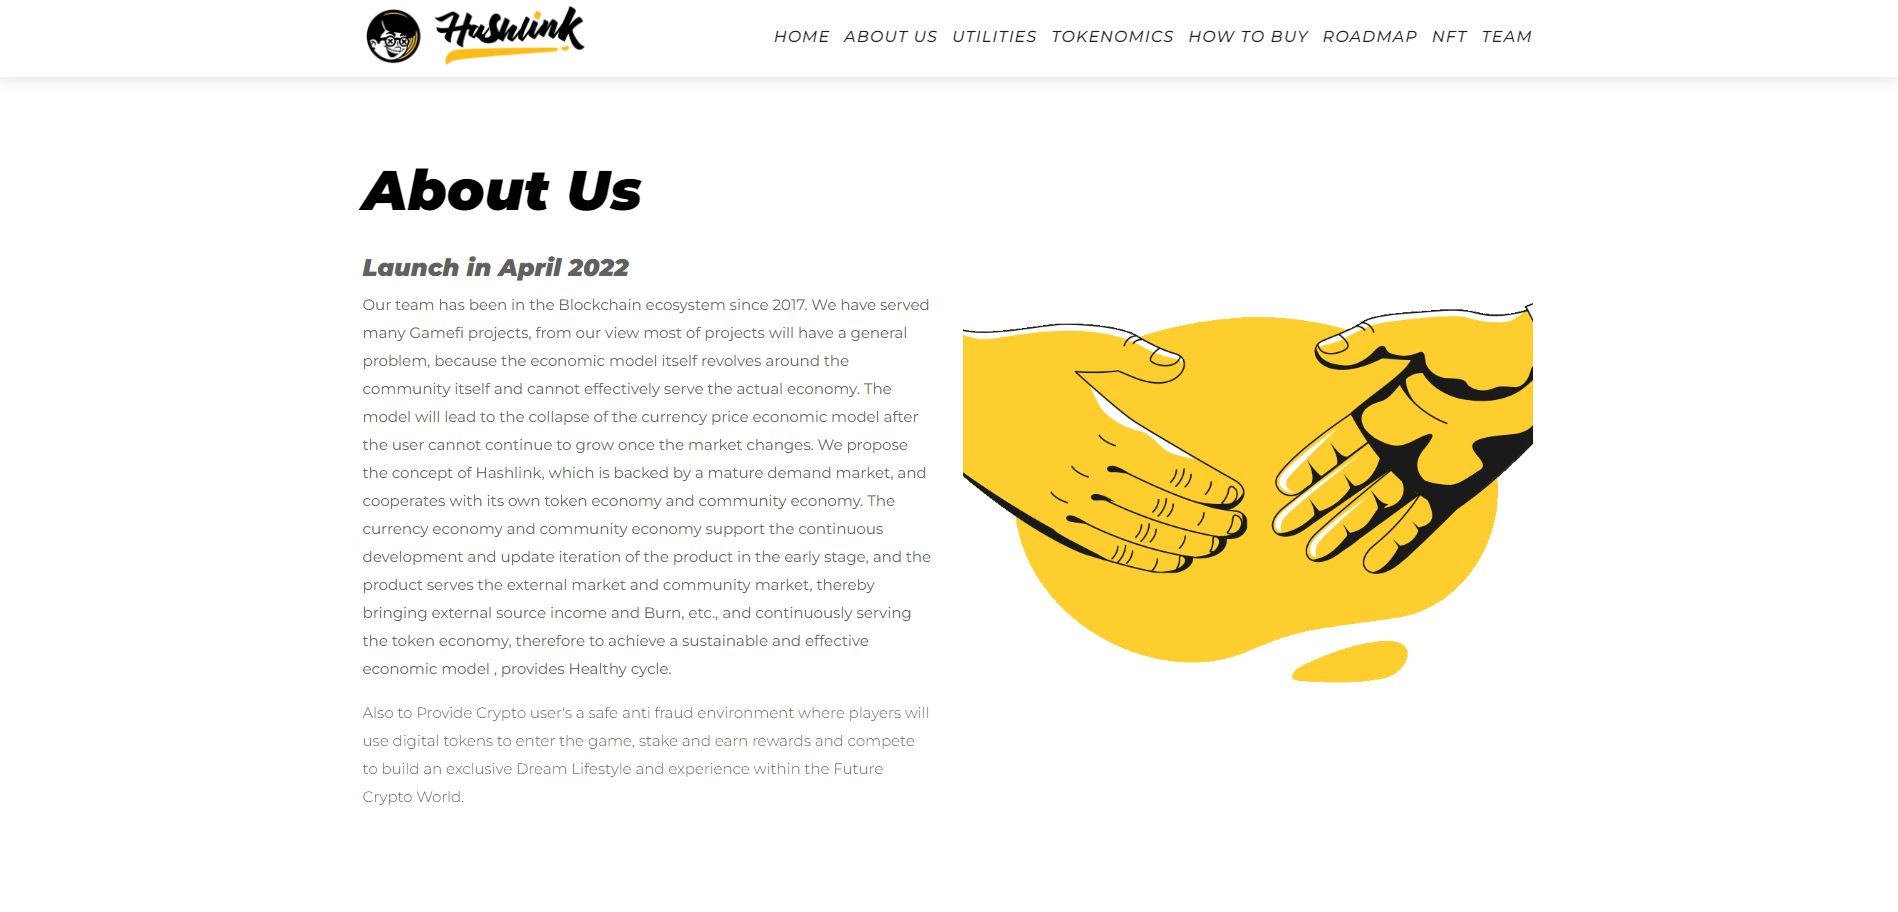 Hashlink
HOME ABOUT US UTILITIES TOKENOMICS HOW TO BUY ROADMAP NFT TEAM
About Us
Launch in April 2022
Our team has been in the Blockchain ecosystem since 2017. We have served
many Gamefi projects, from our view most of projects will have a general
problem, because the economic model itself revolves around the
community itself and cannot effectively serve the actual economy. The
model will lead to the collapse of the currency price economic model after
the user cannot continue to grow once the market changes. We propose
the concept of Hashlink, which is backed by a mature demand market, and
cooperates with its own token economy and community economy. The
currency economy and community economy support the continuous
development and update iteration of the product in the early stage, and the
product serves the external market and community market, thereby
bringing external source income and Burn, etc., and continuously serving
the token economy, therefore to achieve a sustainable and effective
economic model , provides Healthy cycle.
Also to Provide Crypto user's a safe anti fraud environment where players will
use digital tokens to enter the game, stake and earn rewards and compete
to build an exclusive Dream Lifestyle and experience within the Future
Crypto World.